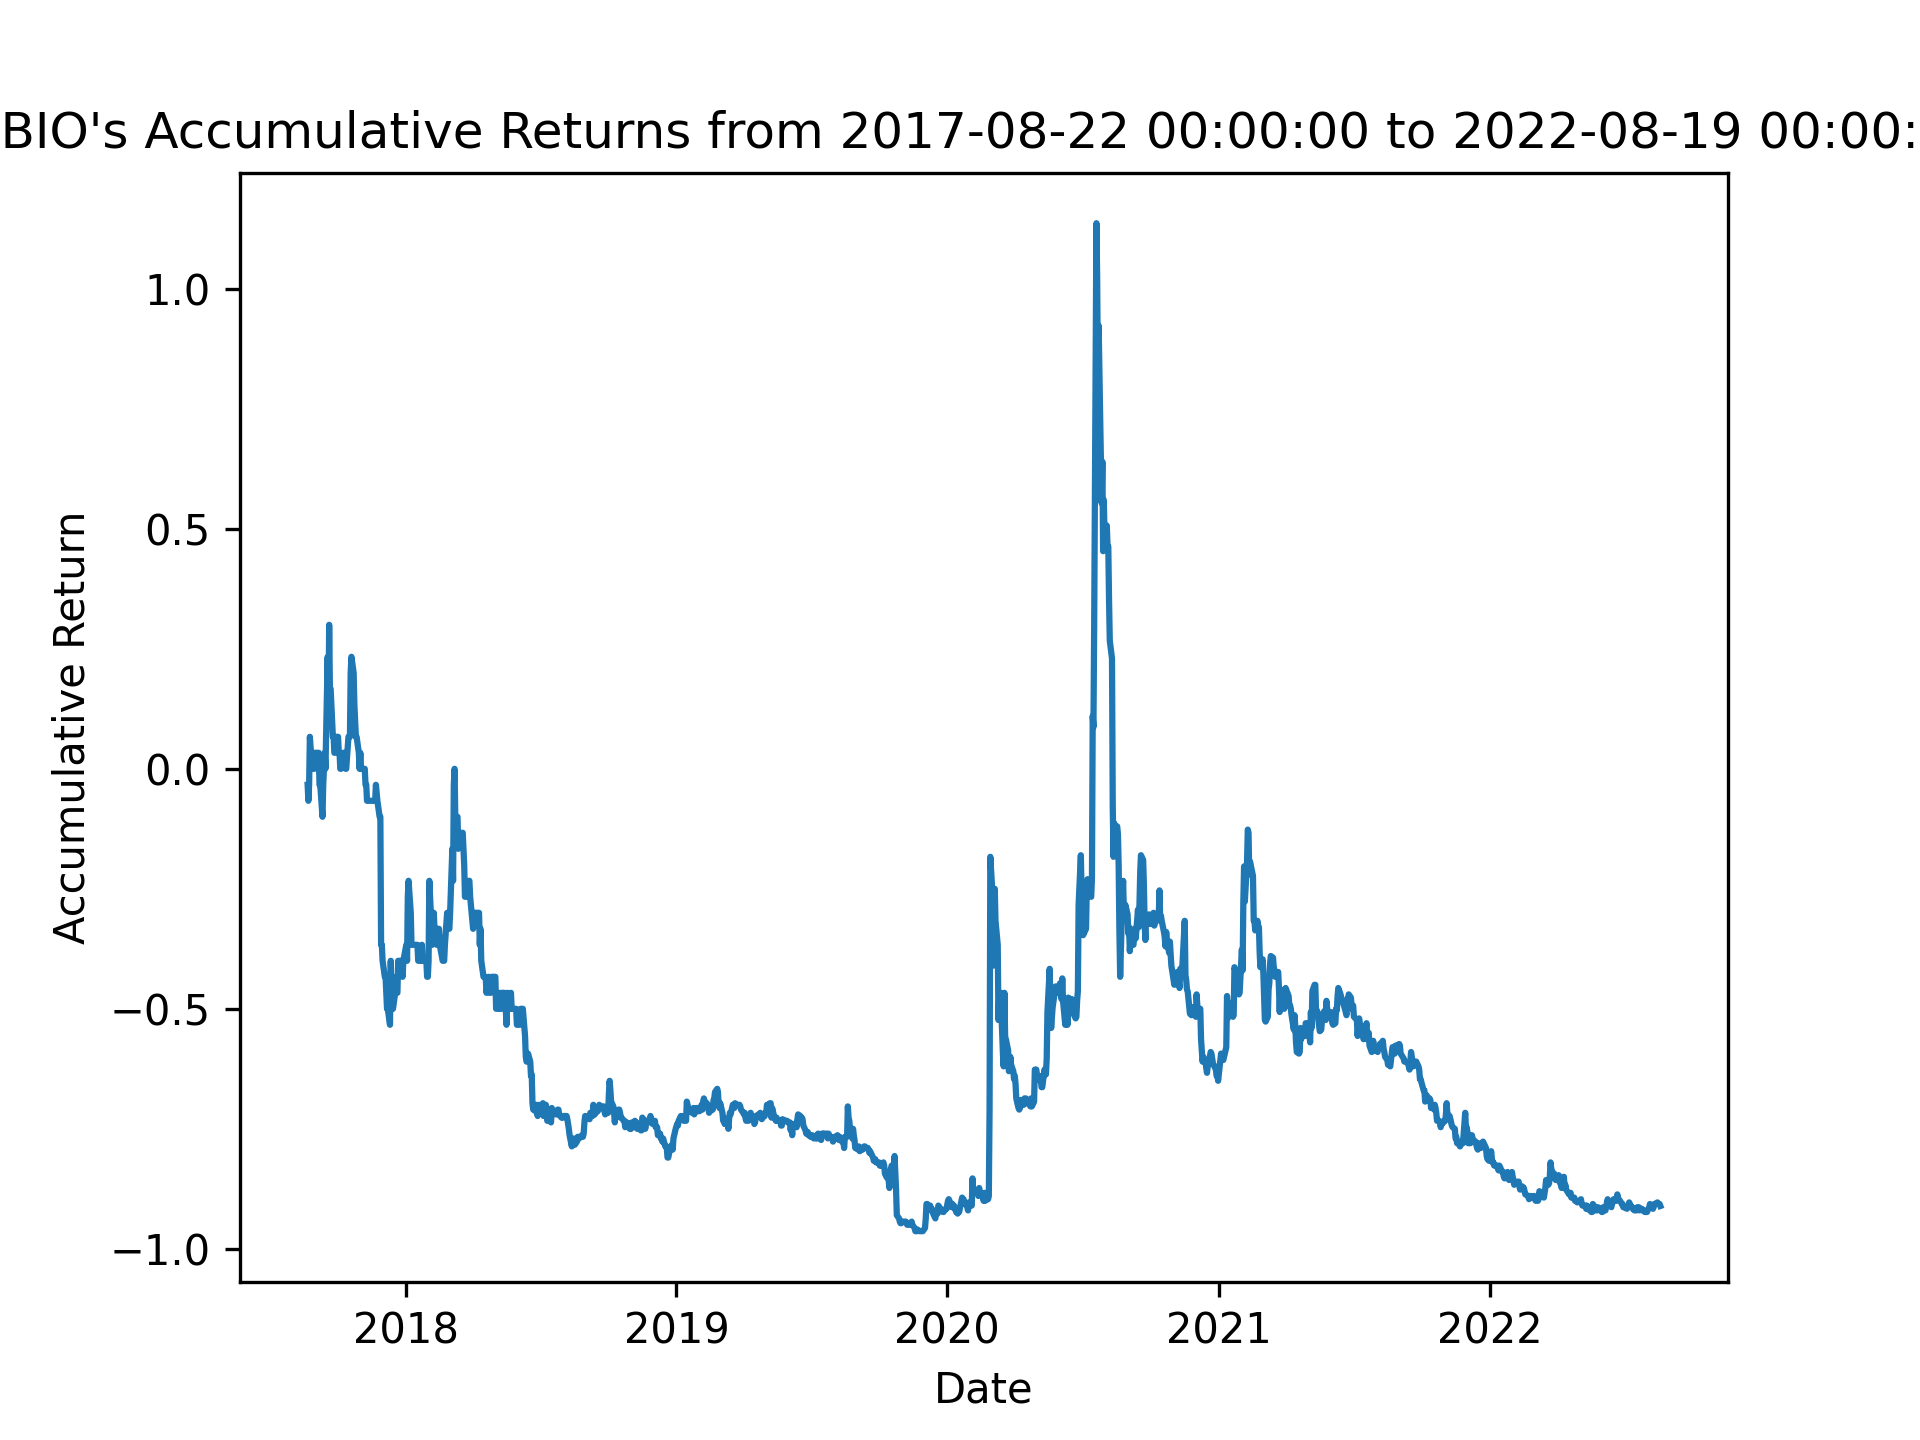 BIO's Accumulative Returns from 2017-08-22 00:00:00 to 2022-08-19 00:00:
Accumulative Return
1.0
0.5
0.0
−0.5
−1.0
2018 2019 2020 2021 2022
Date